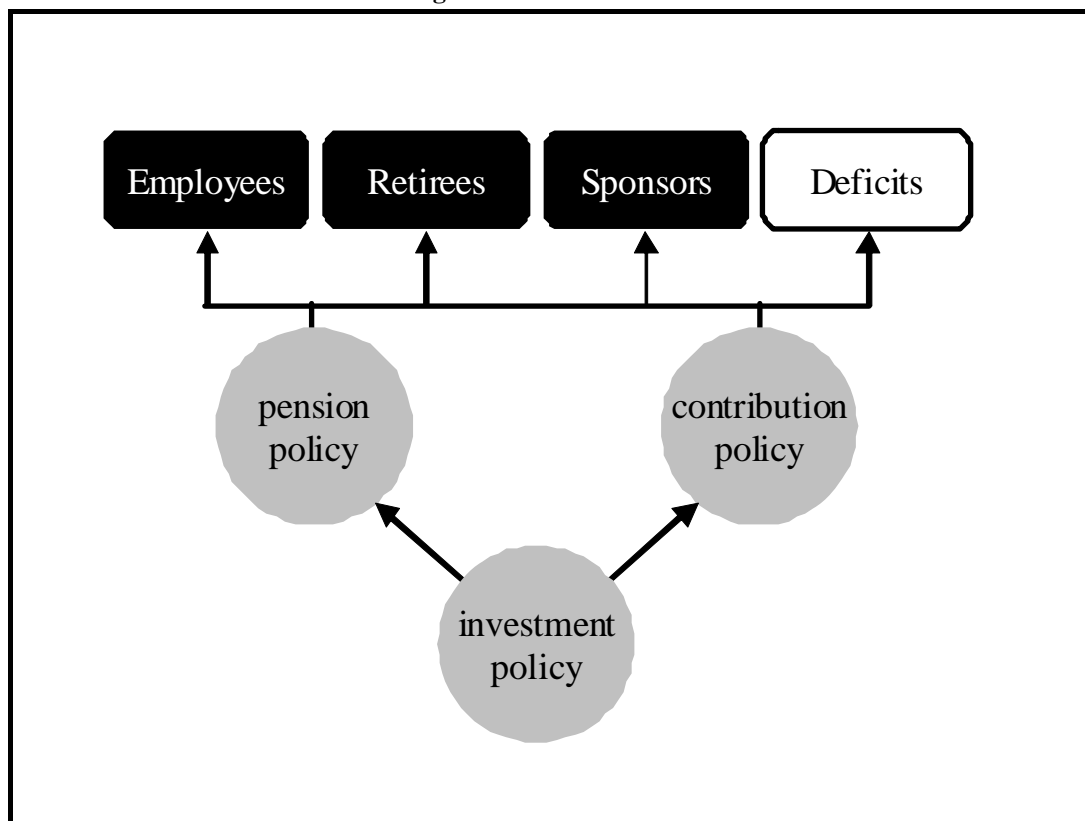 Employees
Retirees
Sponsors
Deficits
pension
policy
contribution
policy
investment
policy